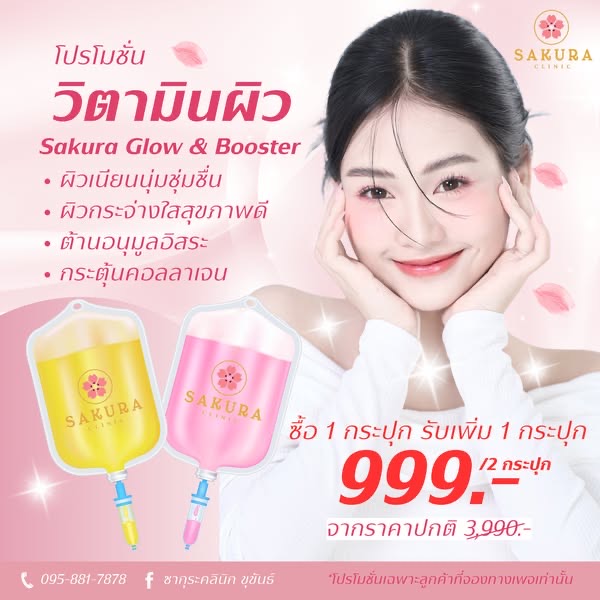 โปรโมชั่น
SAKURA
CLINIC
วิตามินผิว
Sakura Glow & Booster
• ผิวเนียนนุ่มชุ่มชื่น
• ผิวกระจ่างใสสุขภาพดี
• ต้านอนุมูลอิสระ
• กระตุ้นคอลลาเจน
SAKURA
CLINIC
SAKURA
CLINIC
ซื้อ 1 กระปุก รับเพิ่ม 1 กระปุก
999.- /2 กระปุก
จากราคาปกติ 3,990.-
095-881-7878 ซากุระคลินิก ขุขันธ์ *โปรโมชั่นเฉพาะลูกค้าที่จองทางเพจเท่านั้น